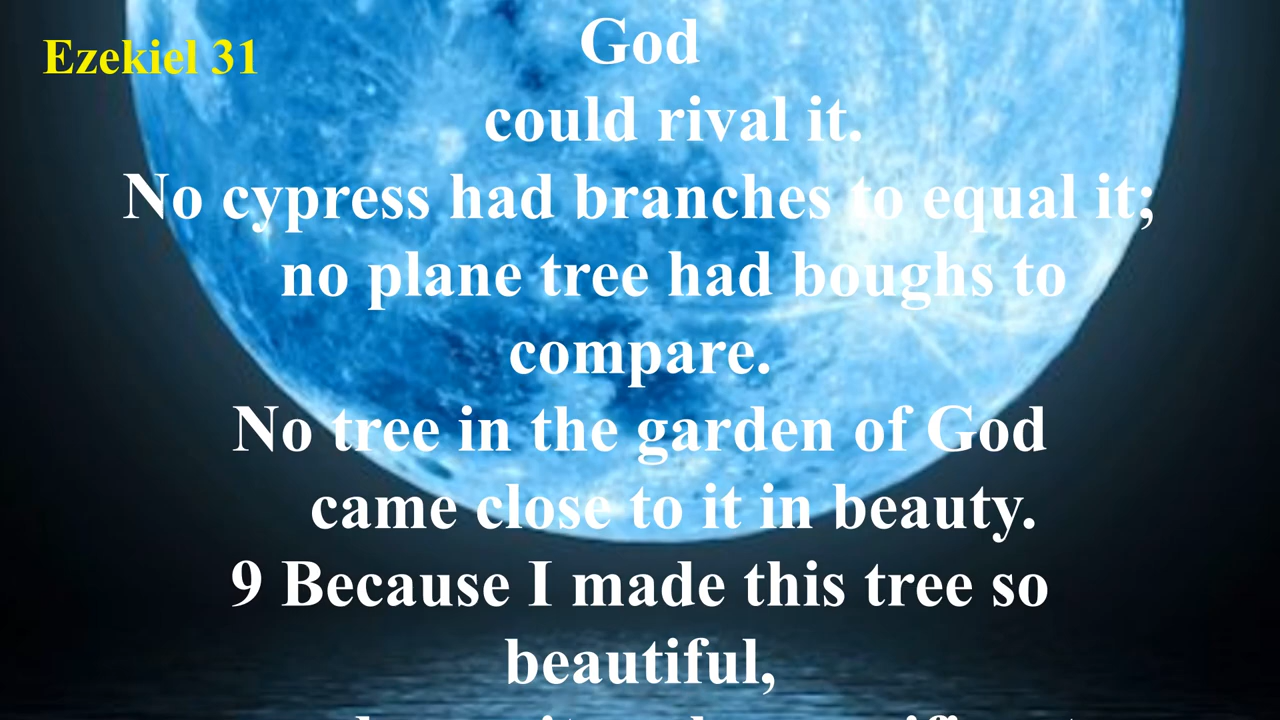 Ezekiel 31
God
could rival it.
No cypress had branches to equal it;
no plane tree had boughs to
compare.
No tree in the garden of God
came close to it in beauty.
9 Because I made this tree so
beautiful,